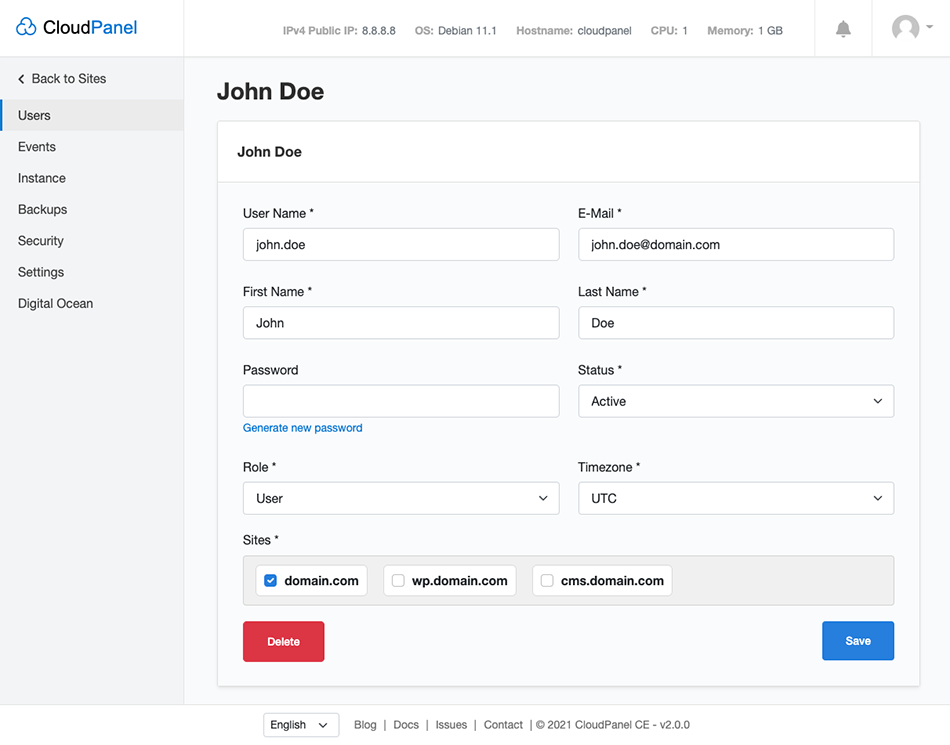 CloudPanel
IPv4 Public IP: 8.8.8.8 OS: Debian 11.1 Hostname: cloudpanel CPU: 1 Memory: 1 GB
Back to Sites
Users
Events
Instance
Backups
Security
Settings
Digital Ocean
John Doe
John Doe
User Name * E-Mail *
john.doe john.doe@domain.com
First Name * Last Name *
John Doe
Password Status *
Active
Generate new password
Role * Timezone *
User UTC
Sites *
domain.com wp.domain.com cms.domain.com
Delete Save
English Blog | Docs | Issues | Contact | © 2021 CloudPanel CE - v2.0.0